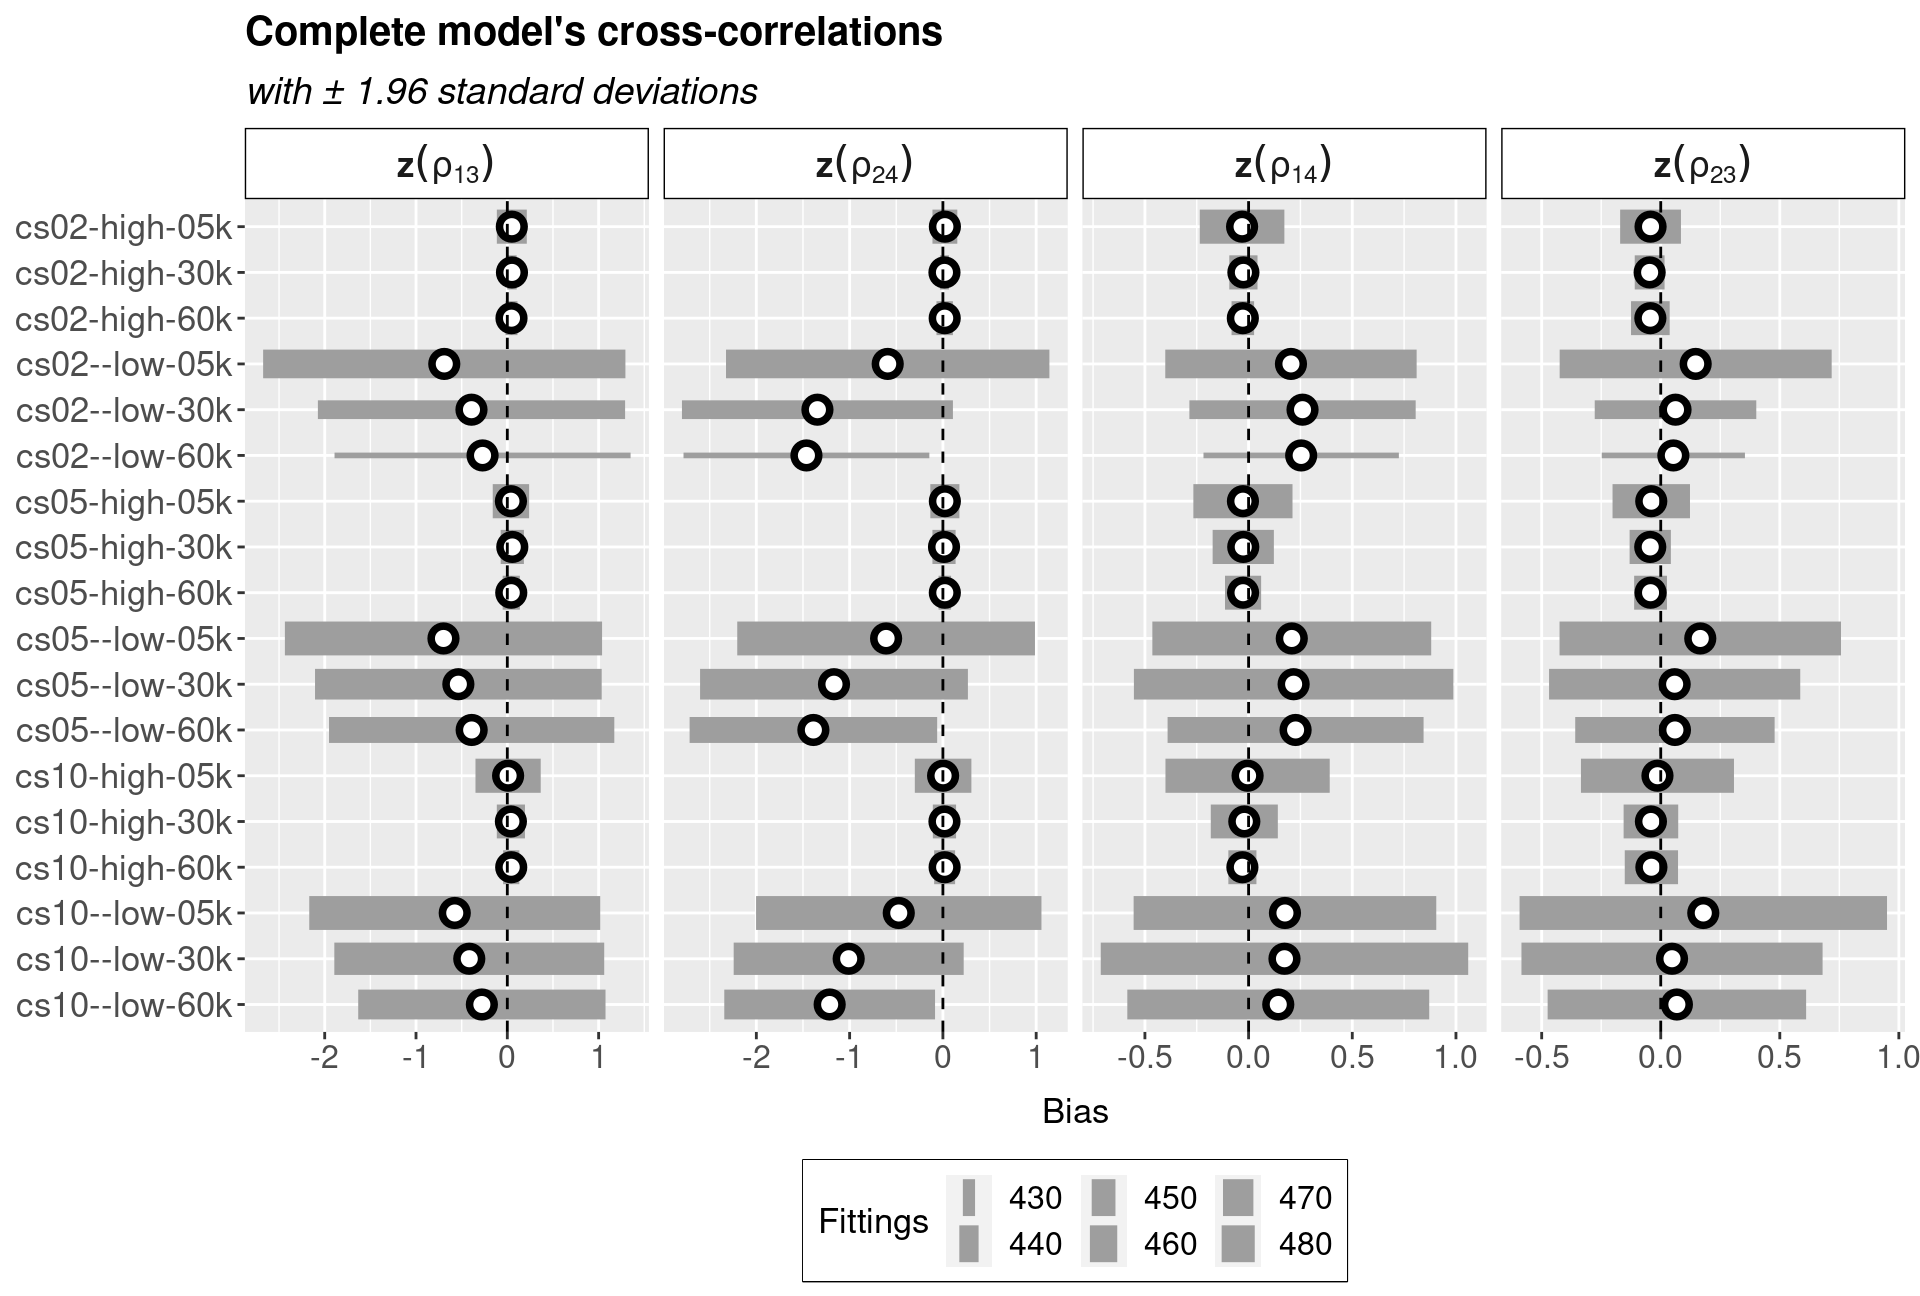 Complete model's cross-correlations
with ± 1.96 standard deviations
z(ρ13) z(ρ24) z(ρ14) z(ρ23)
cs02-high-05k
cs02-high-30k
cs02-high-60k
cs02--low-05k
cs02--low-30k
cs02--low-60k
cs05-high-05k
cs05-high-30k
cs05-high-60k
cs05--low-05k
cs05--low-30k
cs05--low-60k
cs10-high-05k
cs10-high-30k
cs10-high-60k
cs10--low-05k
cs10--low-30k
cs10--low-60k
-2 -1 0 1 -2 -1 0 1 -0.5 0.0 0.5 1.0 -0.5 0.0 0.5 1.0
Bias
Fittings
430 450 470
440 460 480